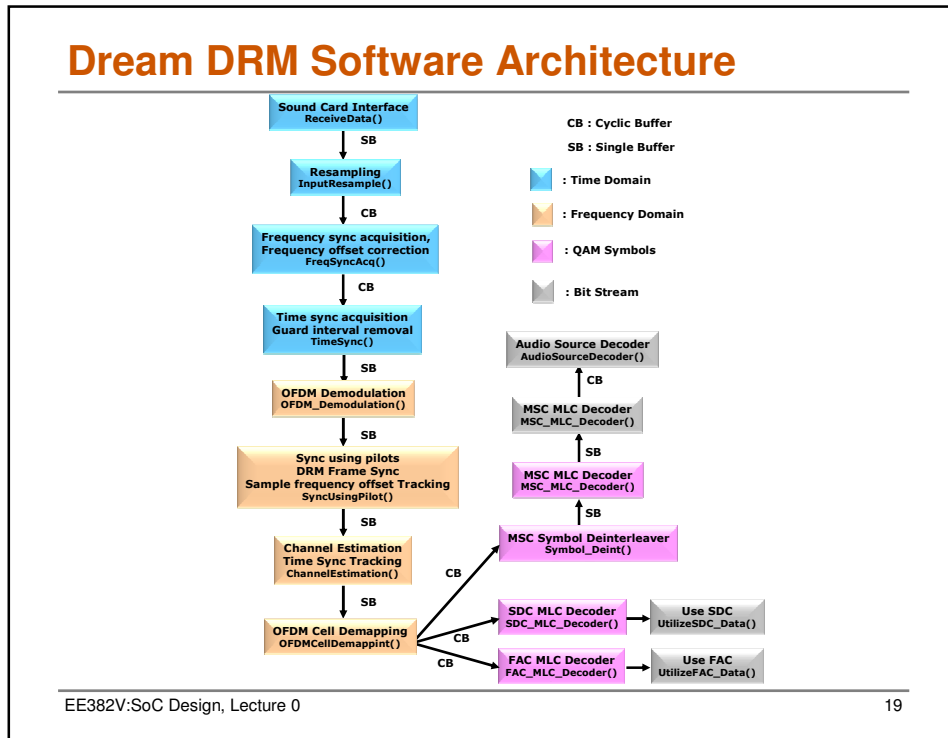 Dream DRM Software Architecture
Sound Card Interface
ReceiveData()
SB
Resampling
InputResample()
CB
Frequency sync acquisition,
Frequency offset correction
FreqSyncAcq()
CB
Time sync acquisition
Guard interval removal
TimeSync()
SB
OFDM Demodulation
OFDM_Demodulation()
SB
Sync using pilots
DRM Frame Sync
Sample frequency offset Tracking
SyncUsingPilot()
SB
Channel Estimation
Time Sync Tracking
ChannelEstimation()
SB
OFDM Cell Demapping
OFDMCellDemappint()
CB : Cyclic Buffer
SB : Single Buffer
: Time Domain
: Frequency Domain
: QAM Symbols
: Bit Stream
Audio Source Decoder
AudioSourceDecoder()
CB
MSC MLC Decoder
MSC_MLC_Decoder()
SB
MSC MLC Decoder
MSC_MLC_Decoder()
SB
MSC Symbol Deinterleaver
Symbol_Deint()
CB
SDC MLC Decoder
SDC_MLC_Decoder()
Use SDC
UtilizeSDC_Data()
CB
FAC MLC Decoder
FAC_MLC_Decoder()
Use FAC
UtilizeFAC_Data()
CB
EE382V:SoC Design, Lecture 0
19